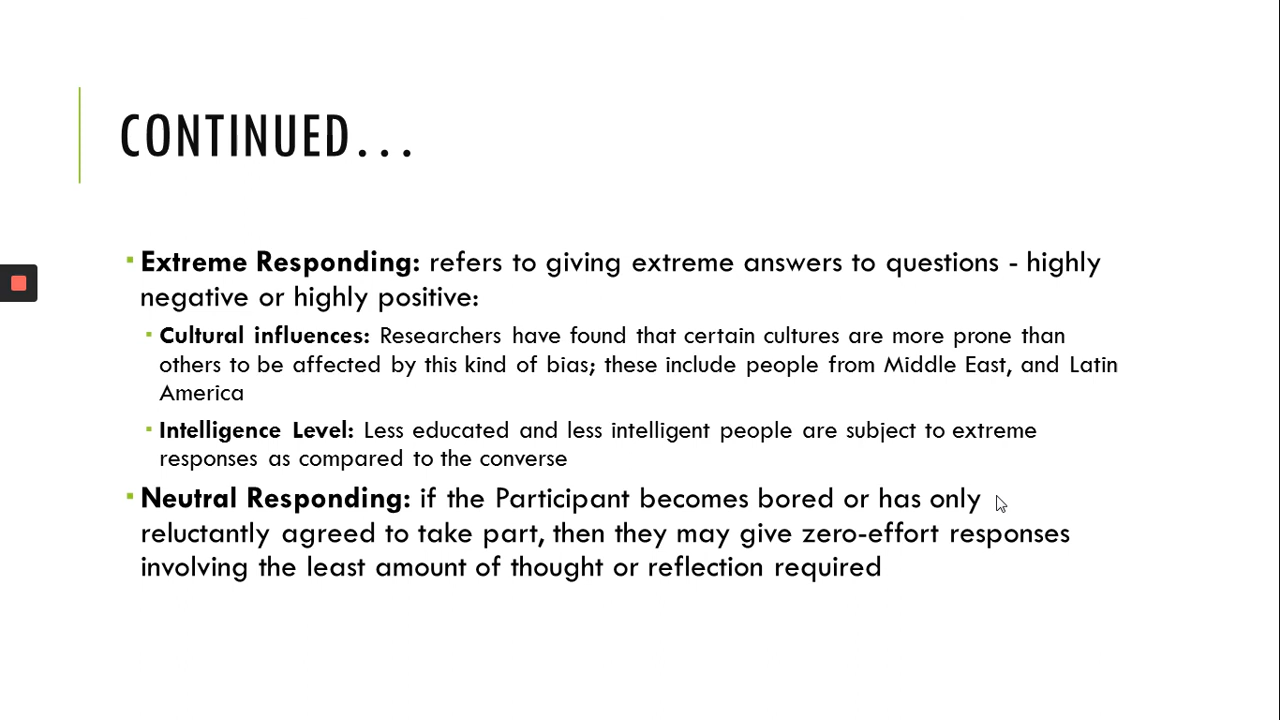 CONTINUED...
Extreme Responding: refers to giving extreme answers to questions - highly
negative or highly positive:
Cultural influences: Researchers have found that certain cultures are more prone than
others to be affected by this kind of bias; these include people from Middle East, and Latin
America
Intelligence Level: Less educated and less intelligent people are subject to extreme
responses as compared to the converse
Neutral Responding: if the Participant becomes bored or has only
reluctantly agreed to take part, then they may give zero-effort responses
involving the least amount of thought or reflection required